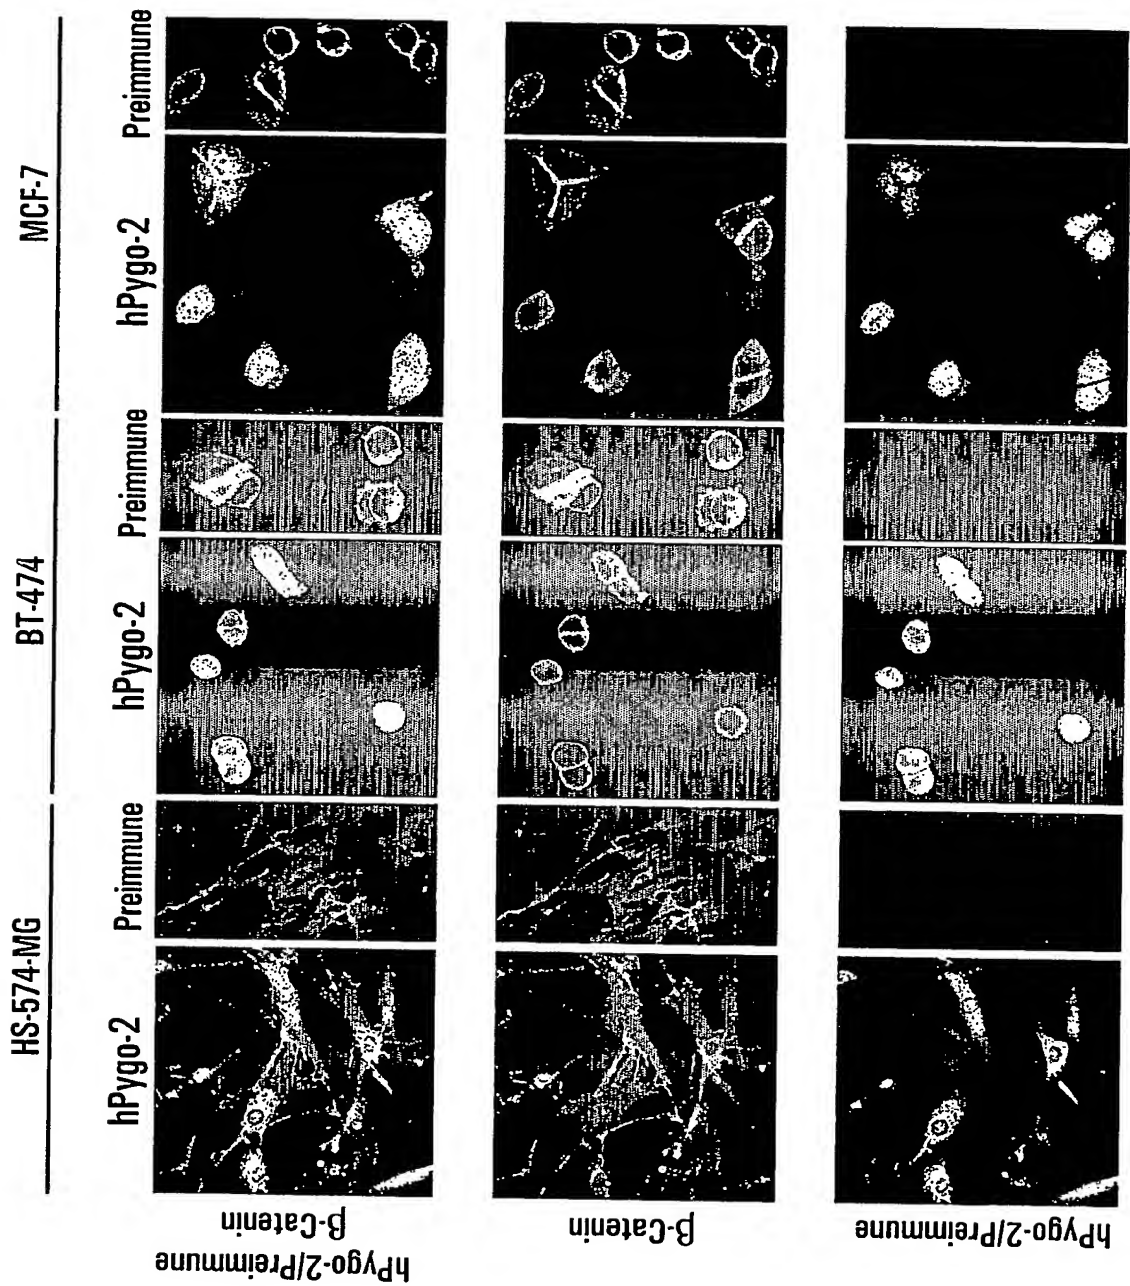 HS-574-MG
BT-474
MCF-7
hPygo-2
Preimmune
hPygo-2
Preimmune
hPygo-2
Preimmune
hPygo-2/Preimmune
β-Catenin
β-Catenin
hPygo-2/Preimmune